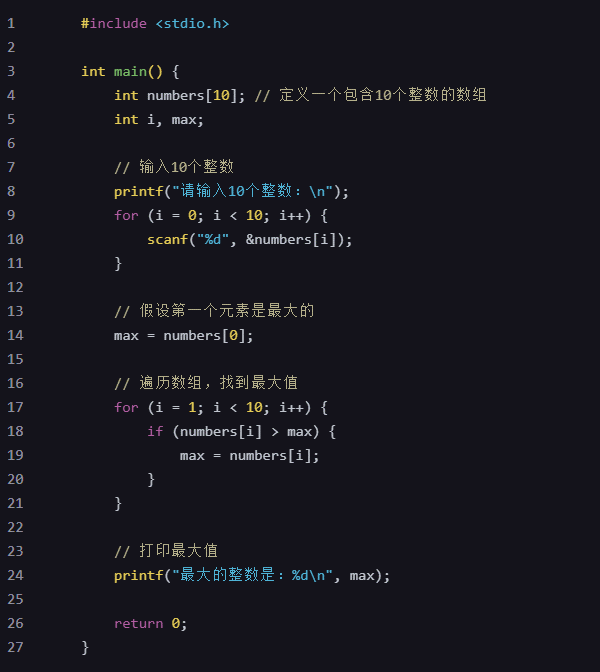 1 #include <stdio.h>
2
3 int main() {
4 int numbers[10]; // 定义一个包含10个整数的数组
5 int i, max;
6
7 // 输入10个整数
8 printf("请输入10个整数：\n");
9 for (i = 0; i < 10; i++) {
10 scanf("%d", &numbers[i]);
11 }
12
13 // 假设第一个元素是最大的
14 max = numbers[0];
15
16 // 遍历数组，找到最大值
17 for (i = 1; i < 10; i++) {
18 if (numbers[i] > max) {
19 max = numbers[i];
20 }
21 }
22
23 // 打印最大值
24 printf("最大的整数是：%d\n", max);
25
26 return 0;
27 }